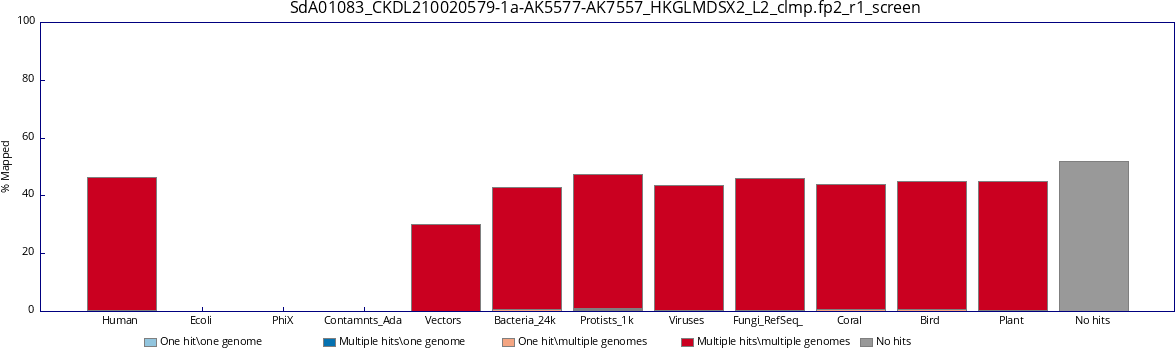 SdA01083_CKDL210020579-1a-AK5577-AK7557_HKGLMDSX2_L2_clmp.fp2_r1_screen
100
80
60
40
20
0
% Mapped
Human Ecoli PhiX Contamnts_Ada Vectors Bacteria_24k Protists_1k Viruses Fungi_RefSeq_ Coral Bird Plant No hits
One hit\one genome Multiple hits\one genome One hit\multiple genomes Multiple hits\multiple genomes No hits